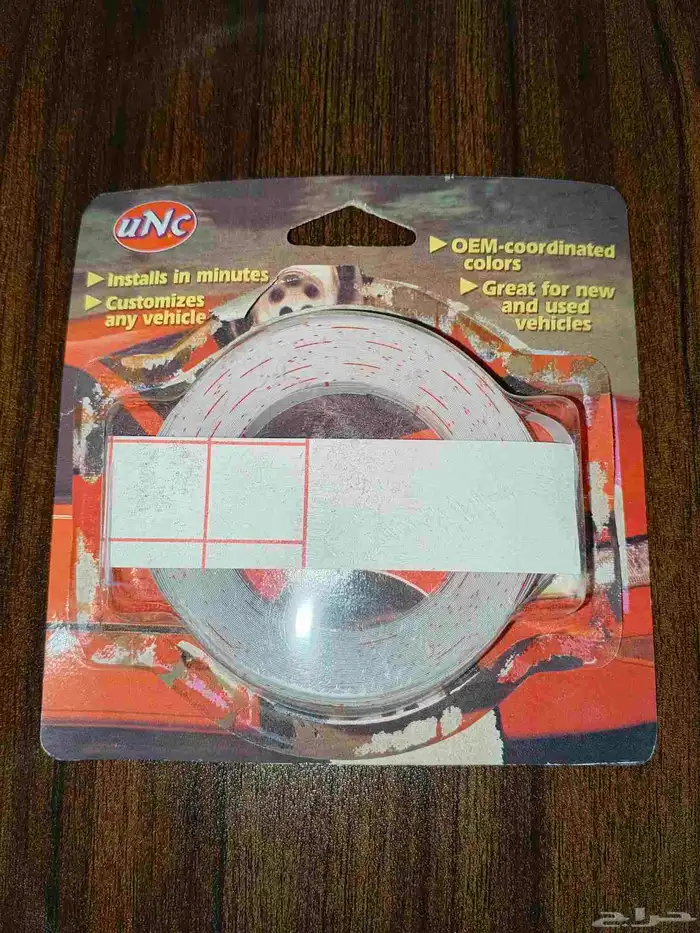 uNc
Installs in minutes
Customizes
any vehicle
OEM-coordinated
colors
Great for new
and used
vehicles
حراج